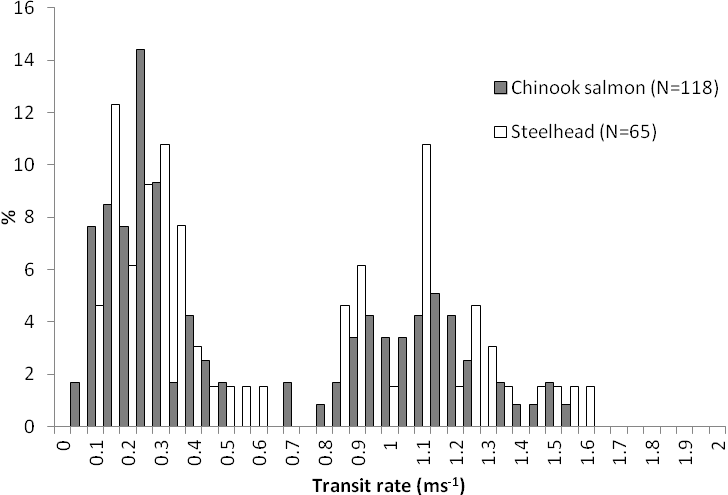 16
14
12
10
8
6
4
2
0
%
Chinook salmon (N=118)
Steelhead (N=65)
0 0.1 0.2 0.3 0.4 0.5 0.6 0.7 0.8 0.9 1 1.1 1.2 1.3 1.4 1.5 1.6 1.7 1.8 1.9 2
Transit rate (ms⁻¹)